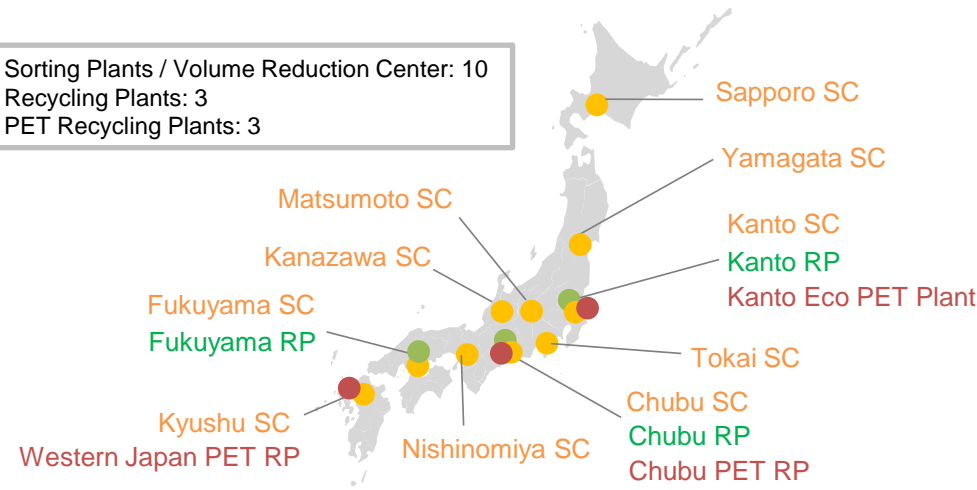 Sorting Plants / Volume Reduction Center: 10
Recycling Plants: 3
PET Recycling Plants: 3
Sapporo SC
Yamagata SC
Matsumoto SC
Kanto SC
Kanto RP
Kanto Eco PET Plant
Kanazawa SC
Fukuyama SC
Fukuyama RP
Tokai SC
Chubu SC
Chubu RP
Chubu PET RP
Kyushu SC
Western Japan PET RP
Nishinomiya SC